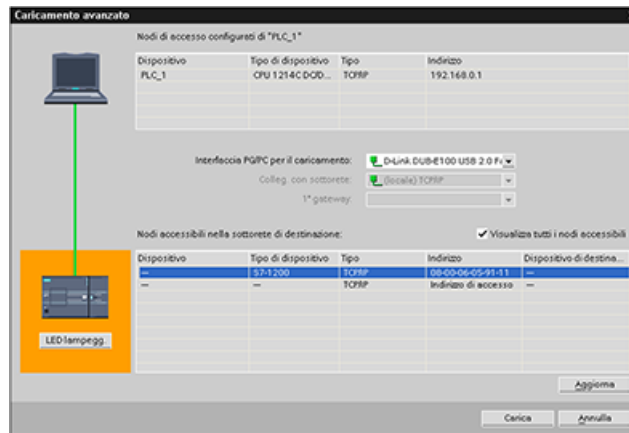 Caricamento avanzato
Nodi di accesso configurati di "PLC_1"
Dispositivo Tipo di dispositivo Tipo Indirizzo
PLC_1 CPU 1214C DC/D... TCP/IP 192.168.0.1
Interfaccia PG/PC per il caricamento: D-Link DUB-E100 USB 2.0 Fa
Colleg. con sottorete: (locale) TCP/IP
1° gateway:
Nodi accessibili nella sottorete di destinazione: Visualizza tutti i nodi accessibili
Dispositivo Tipo di dispositivo Tipo Indirizzo Dispositivo di destina...
— S7-1200 TCP/IP 08-00-06-05-91-11 —
— — TCP/IP Indirizzo di accesso —
LED lampegg.
Aggiorna
Carica Annulla